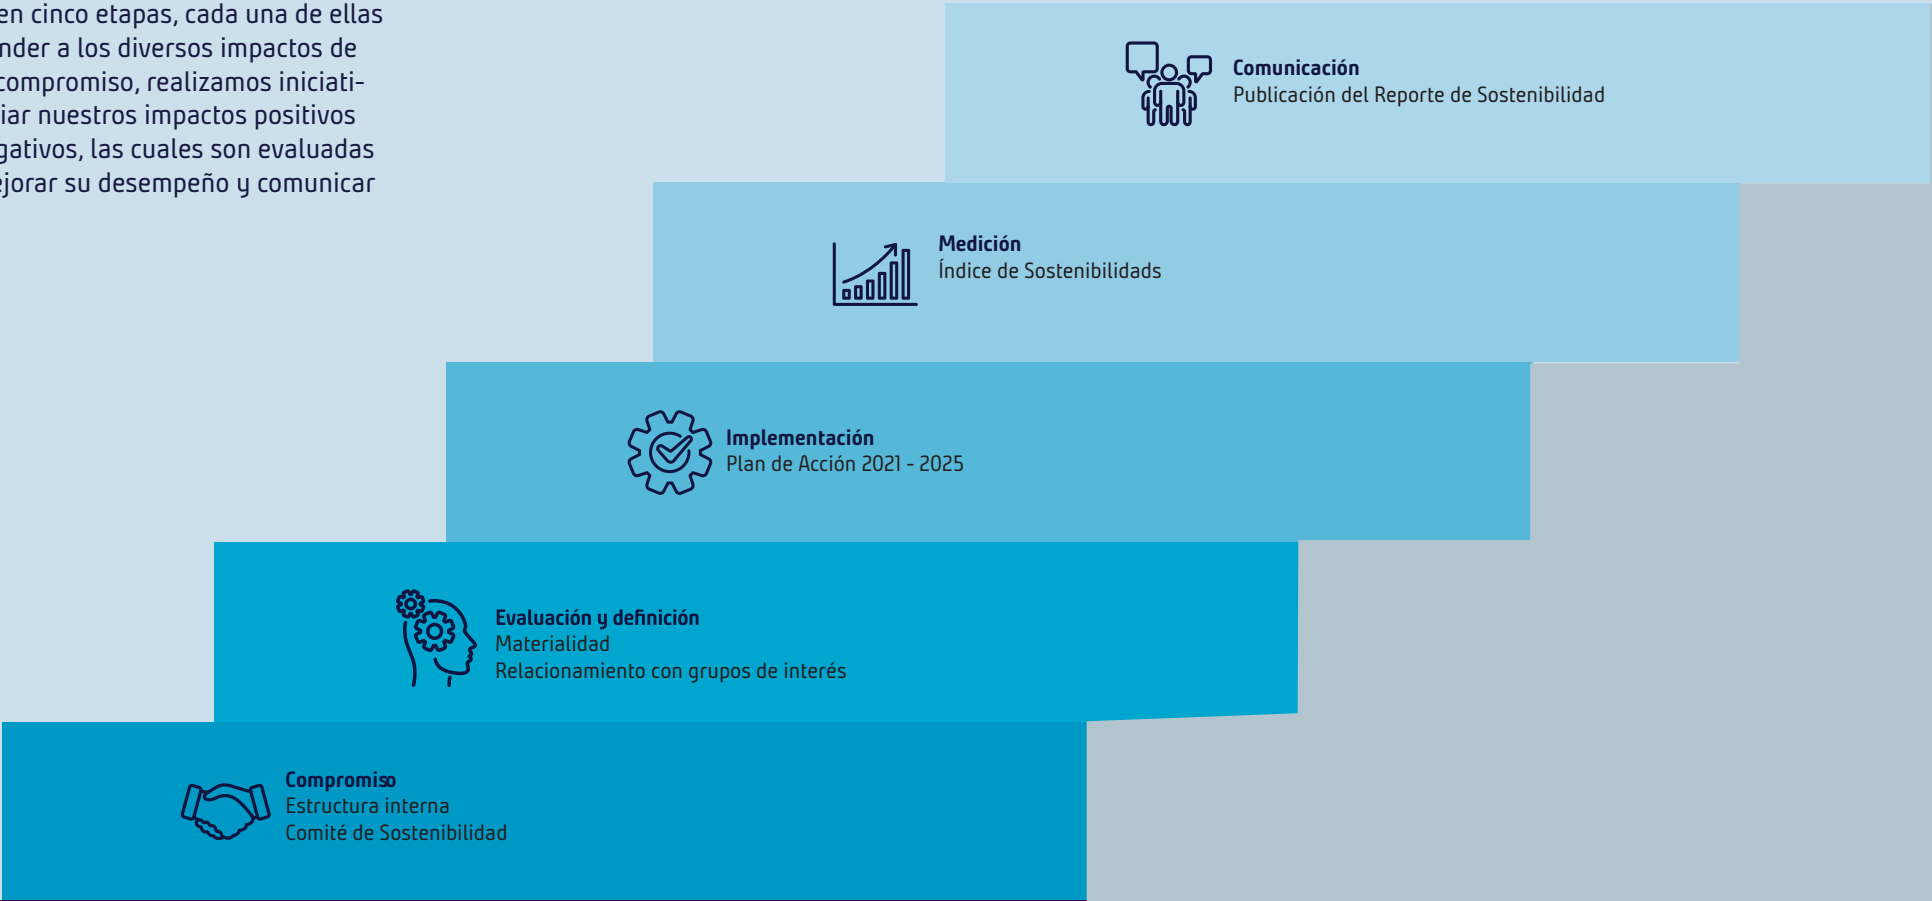 en cinco etapas, cada una de ellas
nder a los diversos impactos de
compromiso, realizamos iniciati-
iar nuestros impactos positivos
gativos, las cuales son evaluadas
ejorar su desempeño y comunicar
Comunicación
Publicación del Reporte de Sostenibilidad
Medición
Índice de Sostenibilidads
Implementación
Plan de Acción 2021 - 2025
Evaluación y definición
Materialidad
Relacionamiento con grupos de interés
Compromiso
Estructura interna
Comité de Sostenibilidad